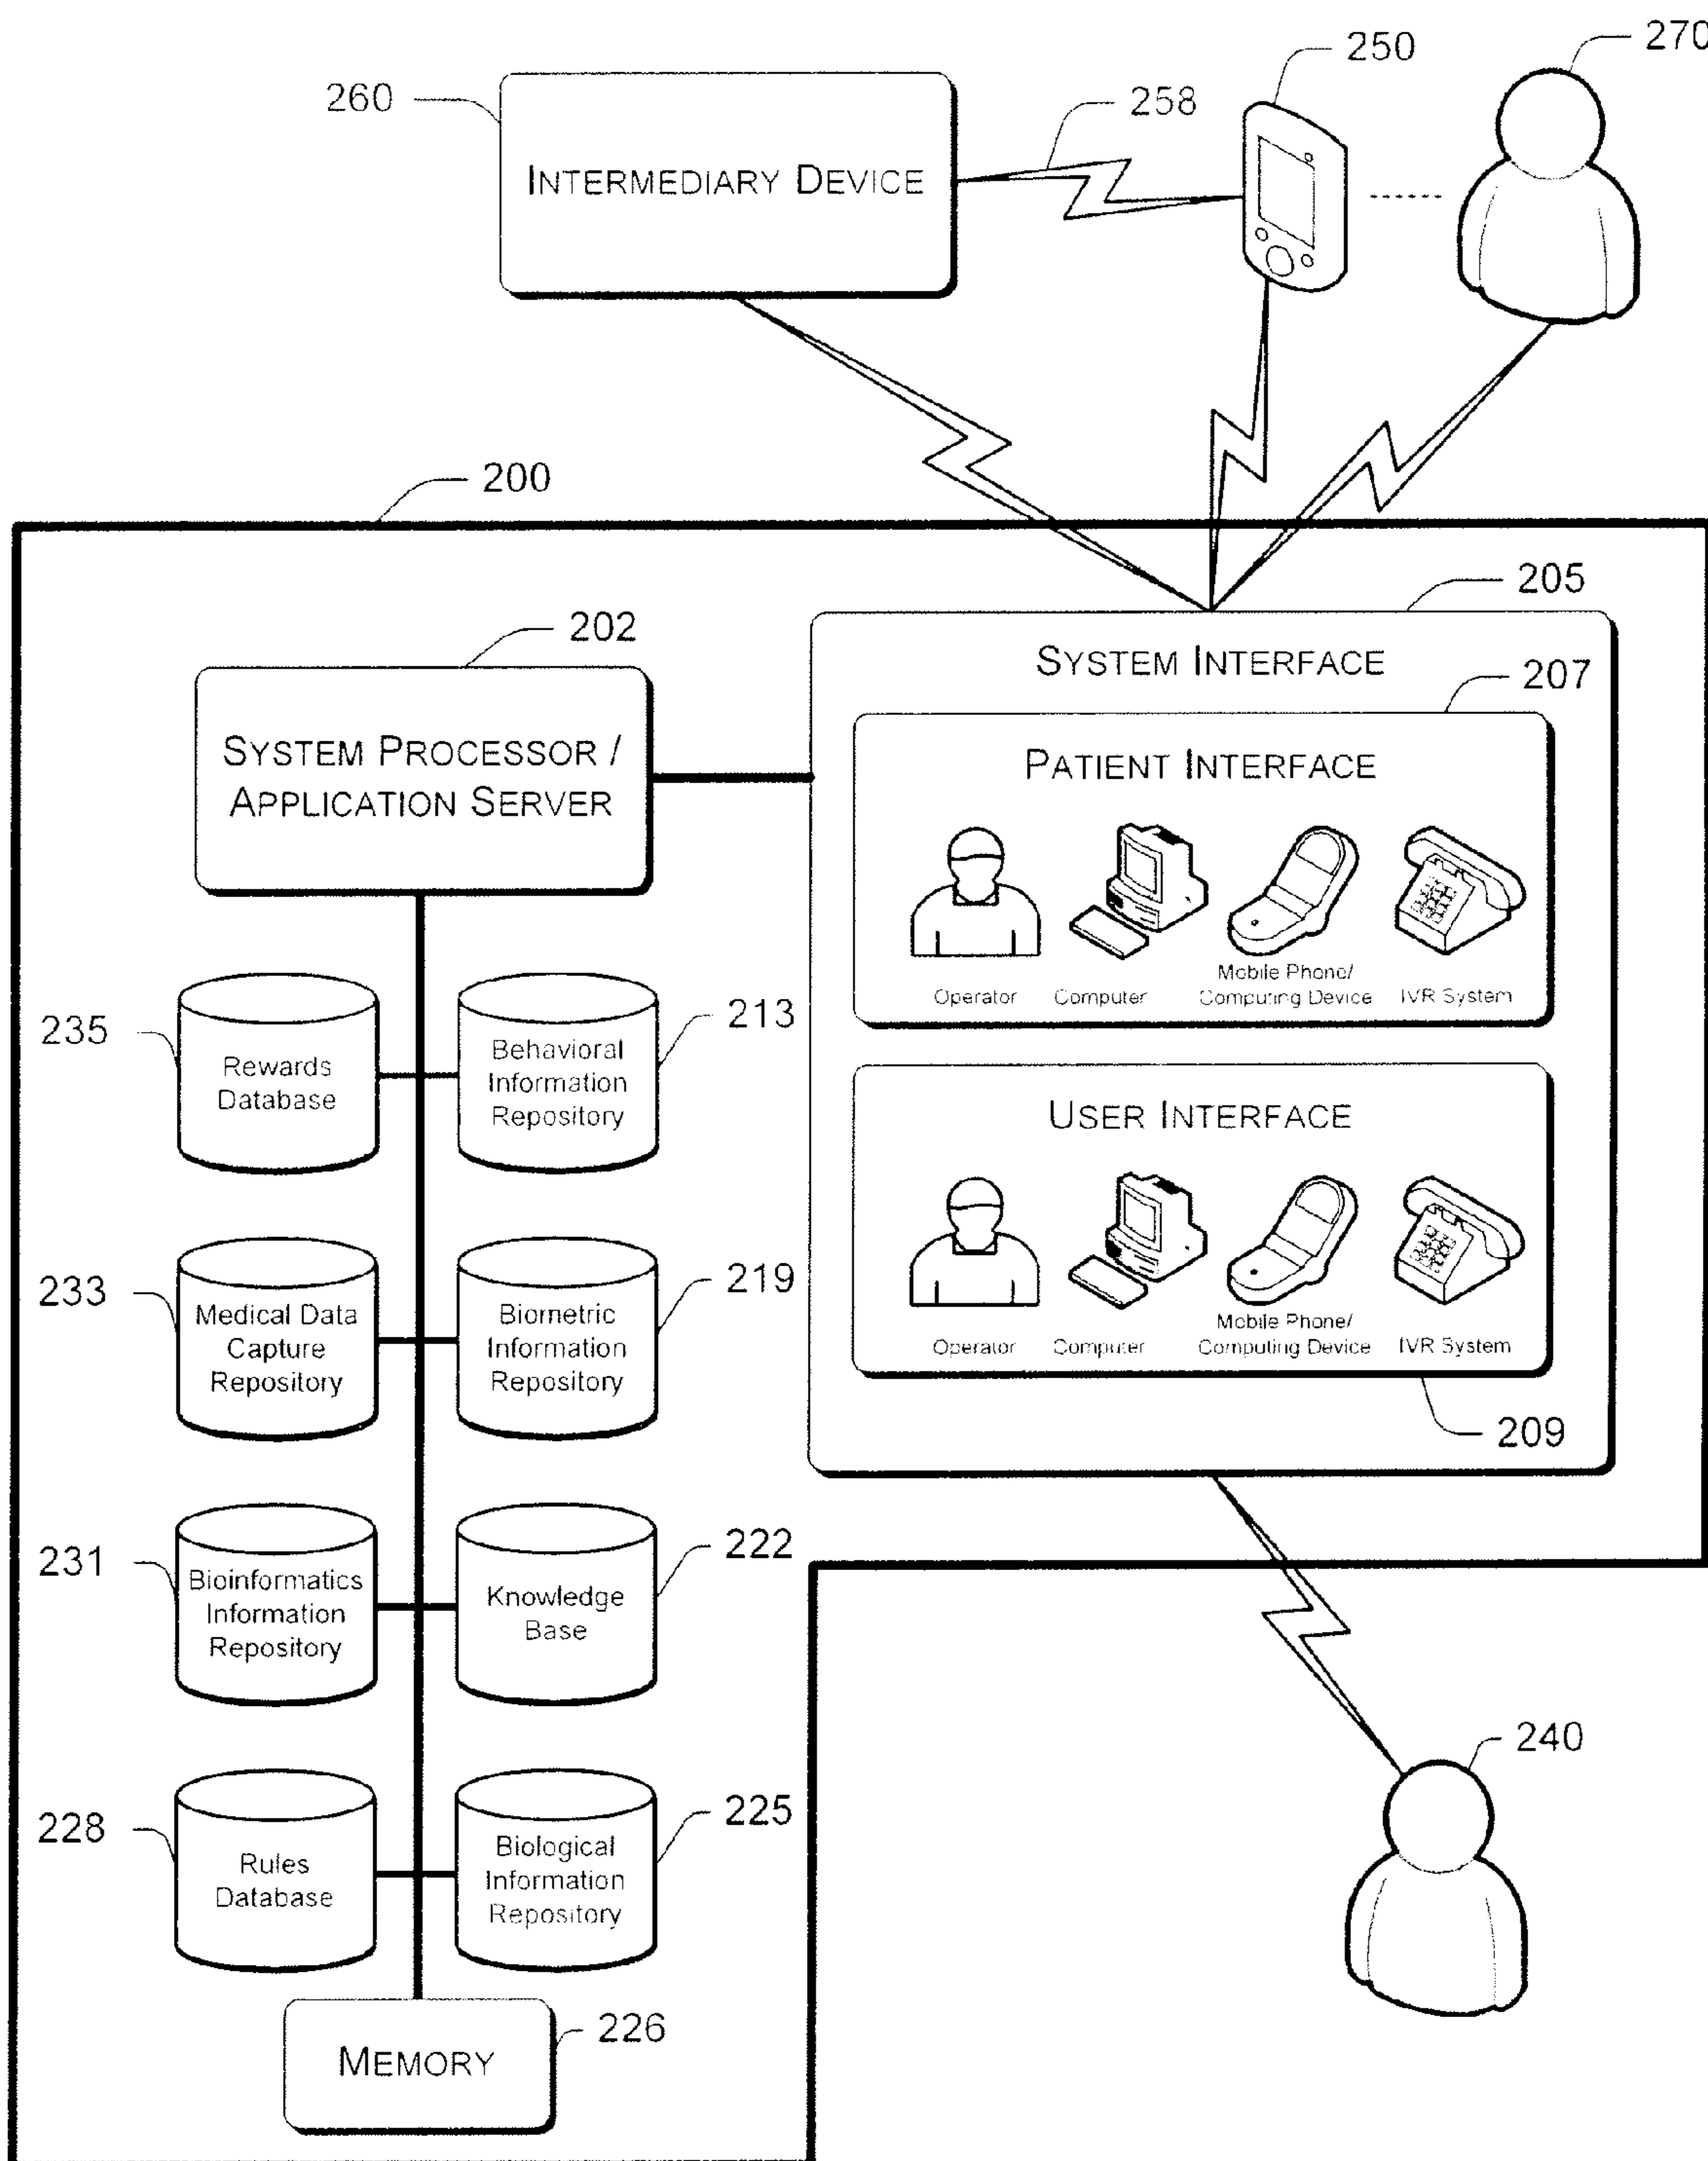 270
250
260
258
INTERMEDIARY DEVICE
200
205
202
SYSTEM INTERFACE
207
SYSTEM PROCESSOR /
APPLICATION SERVER
PATIENT INTERFACE
Operator
Computer
Mobile Phone/
Computing Device
IVR System
235
Rewards
Database
213
Behavioral
Information
Repository
USER INTERFACE
Operator
Computer
Mobile Phone/
Computing Device
IVR System
209
233
Medical Data
Capture
Repository
219
Biometric
Information
Repository
231
Bioinformatics
Information
Repository
222
Knowledge
Base
228
Rules
Database
225
Biological
Information
Repository
240
226
MEMORY